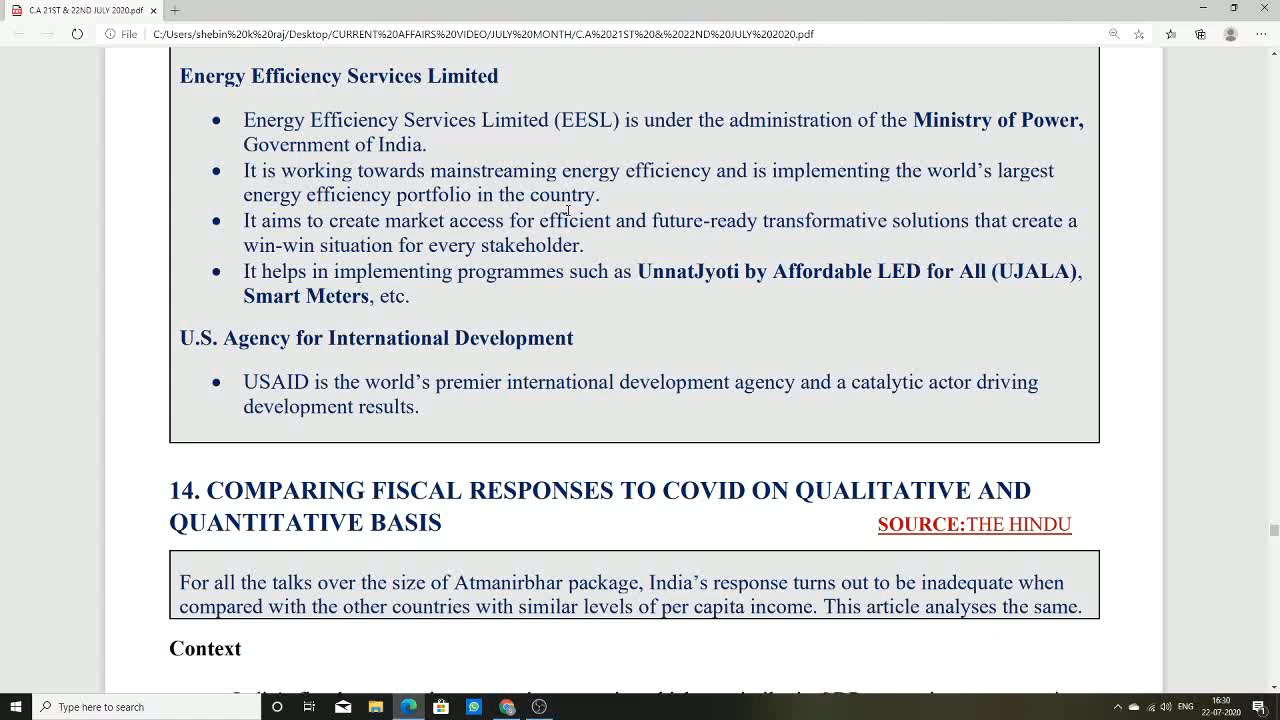 C.A 21ST & 22ND JULY 2020.pdf
File
C:/Users/shebin%20k%20raj/Desktop/CURRENT%20AFFAIRS%20VIDEO/JULY%20MONTH/C.A%2021ST%20&%2022ND%20JULY%202020.pdf
Energy Efficiency Services Limited
• Energy Efficiency Services Limited (EESL) is under the administration of the Ministry of Power,
Government of India.
• It is working towards mainstreaming energy efficiency and is implementing the world’s largest
energy efficiency portfolio in the country.
• It aims to create market access for efficient and future-ready transformative solutions that create a
win-win situation for every stakeholder.
• It helps in implementing programmes such as UnnatJyoti by Affordable LED for All (UJALA),
Smart Meters, etc.
U.S. Agency for International Development
• USAID is the world’s premier international development agency and a catalytic actor driving
development results.
14. COMPARING FISCAL RESPONSES TO COVID ON QUALITATIVE AND
QUANTITATIVE BASIS SOURCE:THE HINDU
For all the talks over the size of Atmanirbhar package, India’s response turns out to be inadequate when
compared with the other countries with similar levels of per capita income. This article analyses the same.
Context
Type here to search
ENG
16:30
22-07-2020